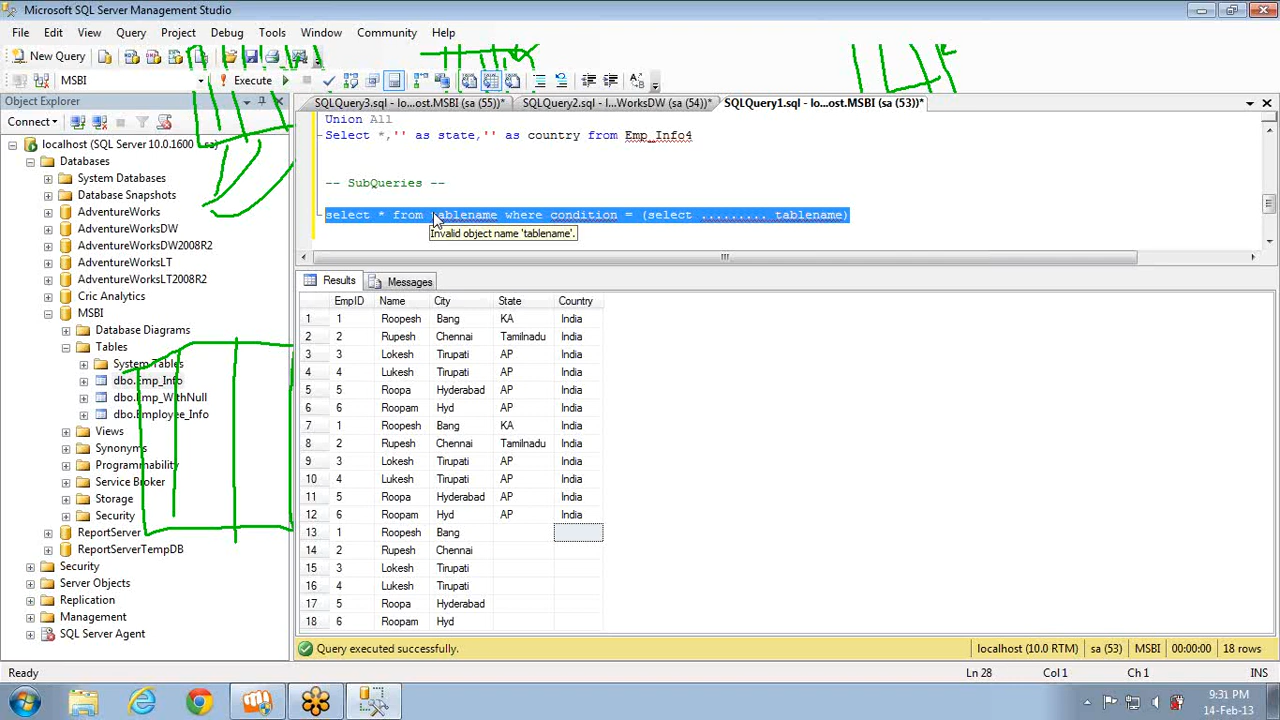 Microsoft SQL Server Management Studio
File Edit View Query Project Debug Tools Window Community Help
New Query
MSBI Execute
Object Explorer
SQLQuery3.sql - lo...ost.MSBI (sa (55))* SQLQuery2.sql - l...WorksDW (sa (54))* SQLQuery1.sql - lo...ost.MSBI (sa (53))*
Connect
localhost (SQL Server 10.0.1600 - sa)
Databases
System Databases
Database Snapshots
AdventureWorks
AdventureWorksDW
AdventureWorksDW2008R2
AdventureWorksLT
AdventureWorksLT2008R2
Cric Analytics
MSBI
Database Diagrams
Tables
System Tables
dbo.Emp_Info
dbo.Emp_WithNull
dbo.Employee_Info
Views
Synonyms
Programmability
Service Broker
Storage
Security
ReportServer
ReportServerTempDB
Security
Server Objects
Replication
Management
SQL Server Agent
Union All
Select *,'' as state,'' as country from Emp_Info4
-- SubQueries --
select * from tablename where condition = (select ......... tablename)
Invalid object name 'tablename'.
Results Messages
EmpID Name City State Country
1 1 Roopesh Bang KA India
2 2 Rupesh Chennai Tamilnadu India
3 3 Lokesh Tirupati AP India
4 4 Lukesh Tirupati AP India
5 5 Roopa Hyderabad AP India
6 6 Roopam Hyd AP India
7 1 Roopesh Bang KA India
8 2 Rupesh Chennai Tamilnadu India
9 3 Lokesh Tirupati AP India
10 4 Lukesh Tirupati AP India
11 5 Roopa Hyderabad AP India
12 6 Roopam Hyd AP India
13 1 Roopesh Bang
14 2 Rupesh Chennai
15 3 Lokesh Tirupati
16 4 Lukesh Tirupati
17 5 Roopa Hyderabad
18 6 Roopam Hyd
Query executed successfully. localhost (10.0 RTM) sa (53) MSBI 00:00:00 18 rows
Ready Ln 28 Col 1 Ch 1 INS
9:31 PM
14-Feb-13